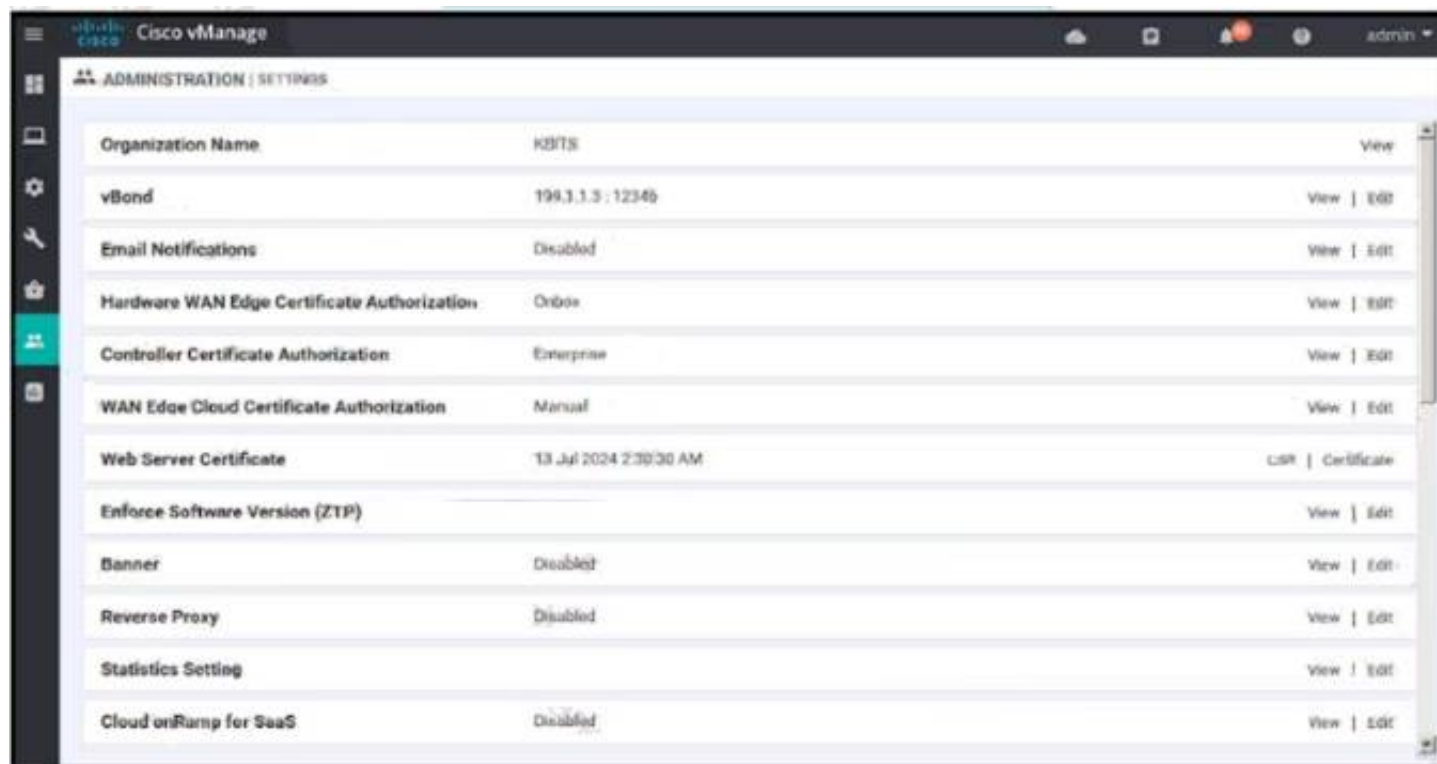 Cisco vManage
CISCO
admin
ADMINISTRATION | SETTINGS
Organization Name KBITS View
vBond 199.1.1.3 : 12346 View | Edit
Email Notifications Disabled View | Edit
Hardware WAN Edge Certificate Authorization Onbox View | Edit
Controller Certificate Authorization Enterprise View | Edit
WAN Edge Cloud Certificate Authorization Manual View | Edit
Web Server Certificate 13 Jul 2024 2:30:30 AM CSR | Certificate
Enforce Software Version (ZTP) View | Edit
Banner Disabled View | Edit
Reverse Proxy Disabled View | Edit
Statistics Setting View | Edit
Cloud onRamp for SaaS Disabled View | Edit